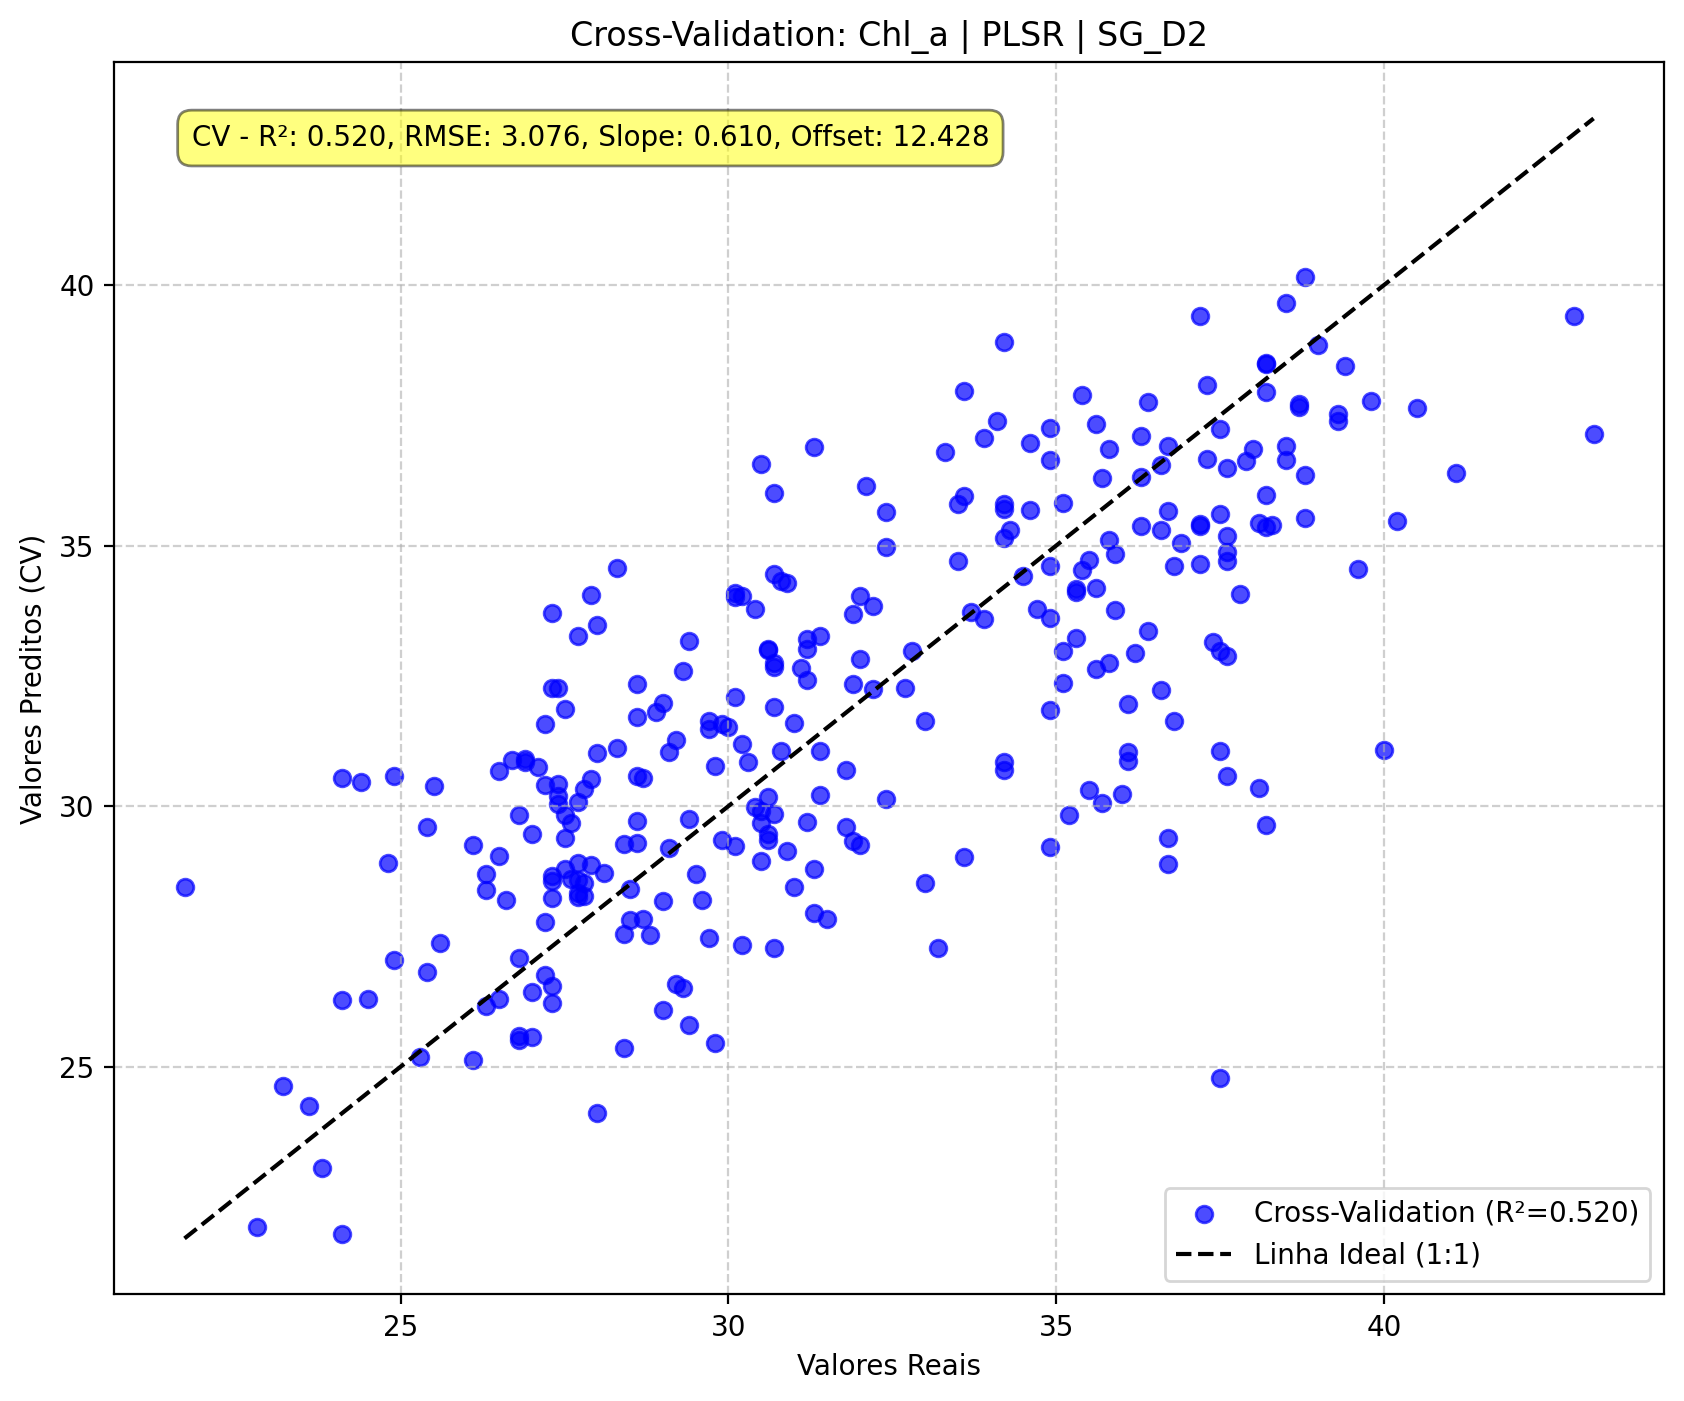 Cross-Validation: Chl_a | PLSR | SG_D2
CV - R²: 0.520, RMSE: 3.076, Slope: 0.610, Offset: 12.428
Valores Preditos (CV)
40
35
30
25
Cross-Validation (R²=0.520)
Linha Ideal (1:1)
25 30 35 40
Valores Reais